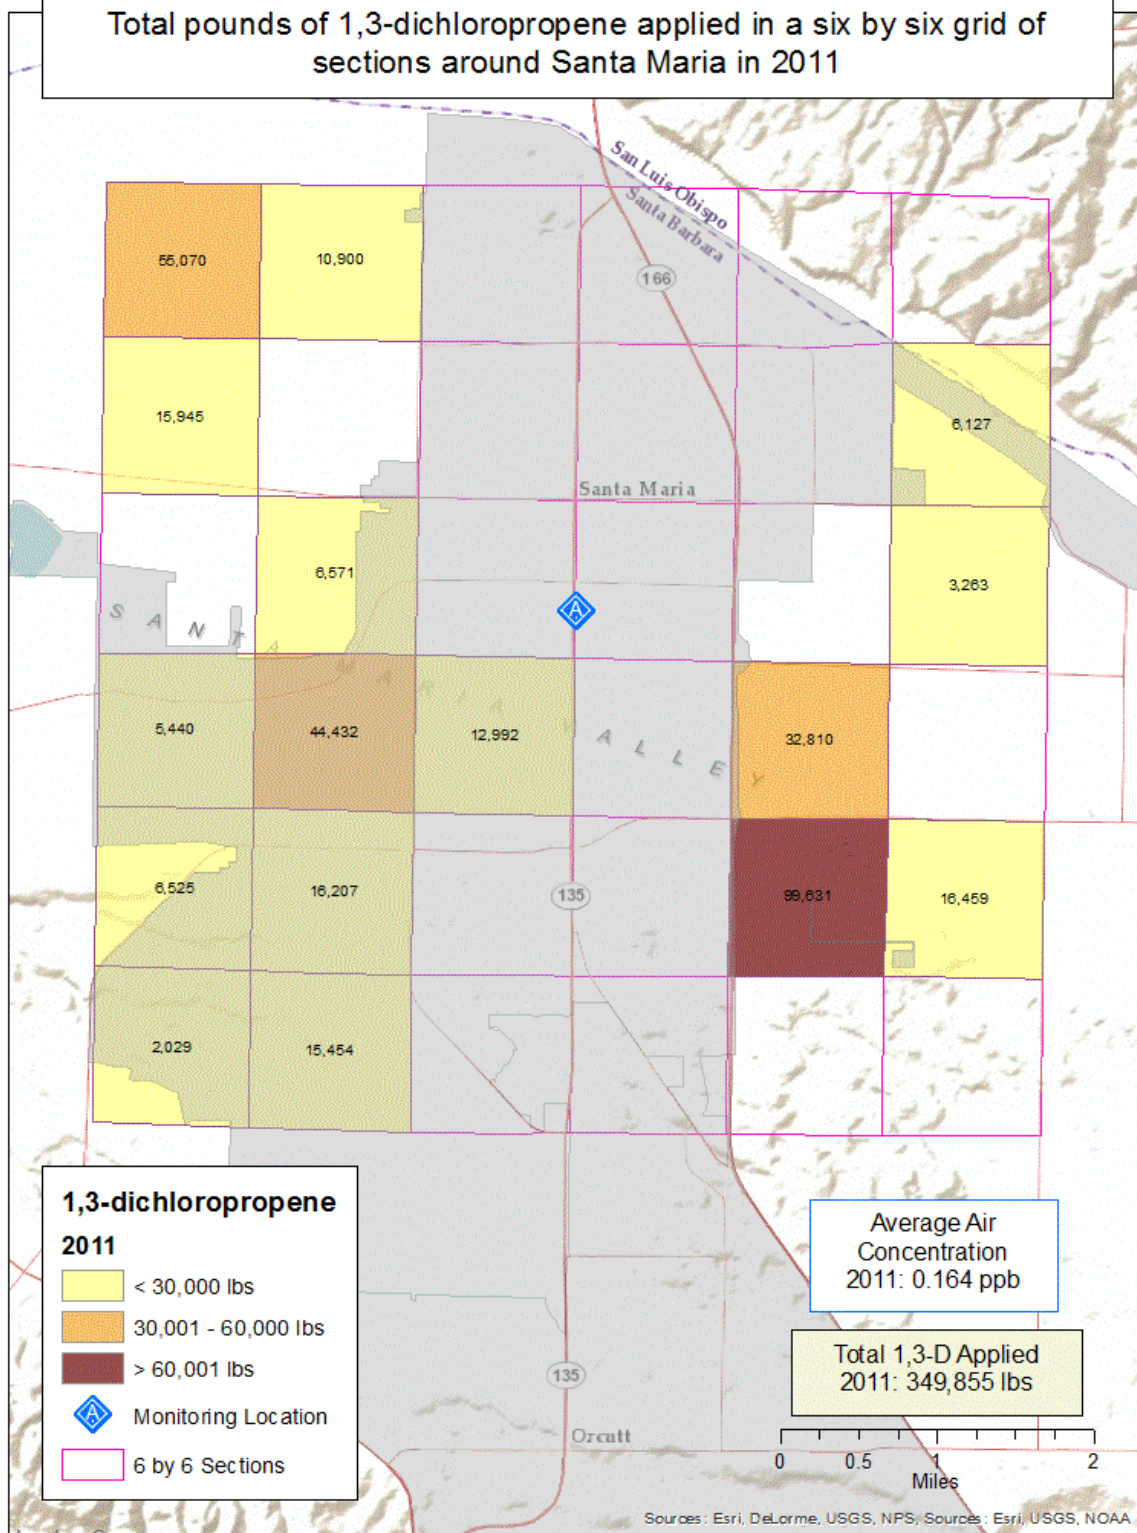 Total pounds of 1,3-dichloropropene applied in a six by six grid of
sections around Santa Maria in 2011
San Luis Obispo
Santa Barbara
55,070
10,900
166
15,945
6,127
Santa Maria
6,571
3,263
A
SANTA MARIA VALLEY
5,440
44,432
12,992
32,810
6,525
16,207
135
99,631
16,459
2,029
15,454
1,3-dichloropropene
2011
< 30,000 lbs
30,001 - 60,000 lbs
> 60,001 lbs
A
Monitoring Location
6 by 6 Sections
Average Air
Concentration
2011: 0.164 ppb
Total 1,3-D Applied
2011: 349,855 lbs
135
Orcutt
0 0.5 1 2
Miles
Sources: Esri, DeLorme, USGS, NPS, Sources: Esri, USGS, NOAA